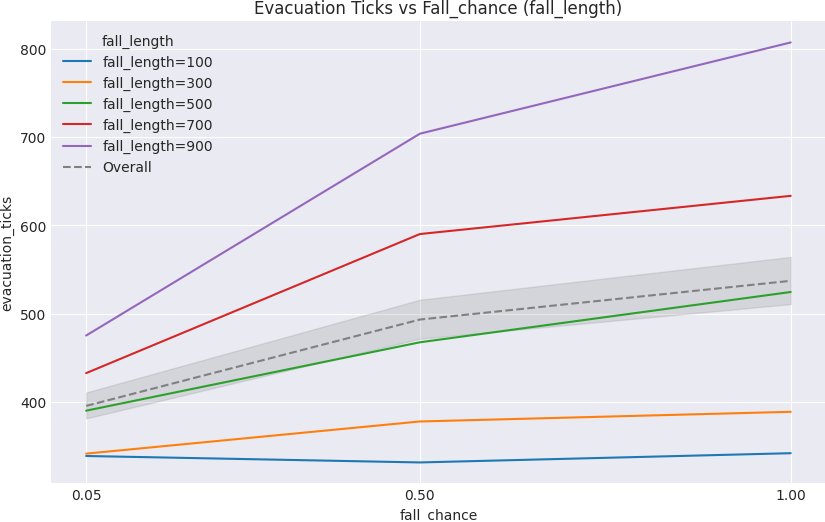 Evacuation Ticks vs Fall_chance (fall_length)
fall_length
fall_length=100
fall_length=300
fall_length=500
fall_length=700
fall_length=900
Overall
evacuation_ticks
800
700
600
500
400
0.05
0.50
1.00
fall_chance